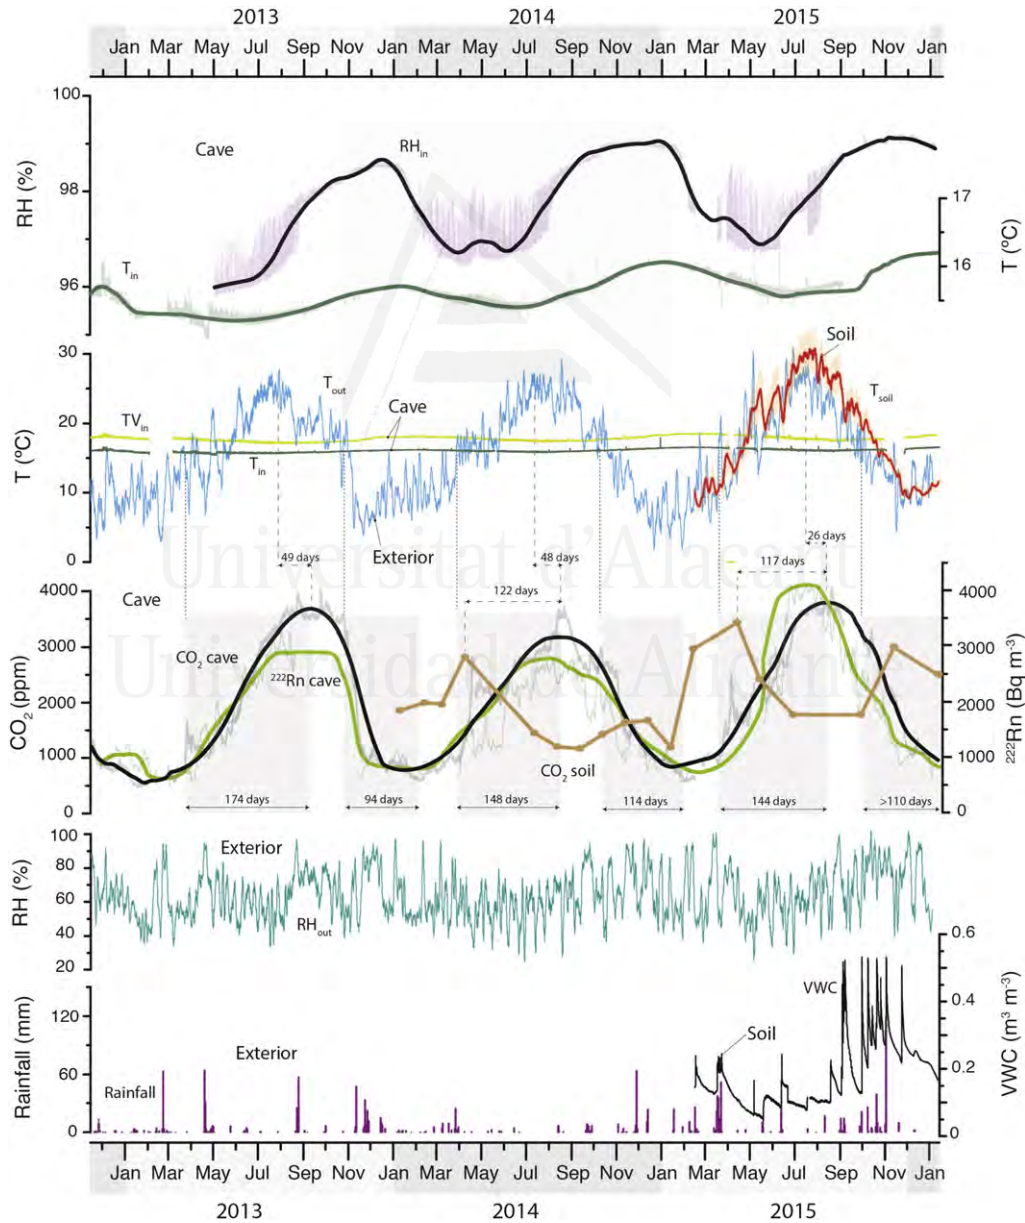 2013 2014 2015
Jan Mar May Jul Sep Nov Jan Mar May Jul Sep Nov Jan Mar May Jul Sep Nov Jan
100
98
96
RH (%)
Cave
RHin
Tin
17
16
T (ºC)
30
20
10
0
T (ºC)
TVin
Tin
Tout
Cave
Exterior
Soil
Tsoil
49 days
48 days
26 days
122 days
117 days
Universitat d'Alacant
Universidad de Alicante
4000
3000
2000
1000
0
CO2 (ppm)
Cave
CO2 cave
222Rn cave
CO2 soil
4000
3000
2000
1000
0
222Rn (Bq m-3)
174 days
94 days
148 days
114 days
144 days
>110 days
100
80
60
40
20
RH (%)
Exterior
RHout
120
60
0
Rainfall (mm)
Rainfall
Exterior
Soil
VWC
0.6
0.4
0.2
0
VWC (m3 m-3)
Jan Mar May Jul Sep Nov Jan Mar May Jul Sep Nov Jan Mar May Jul Sep Nov Jan
2013 2014 2015